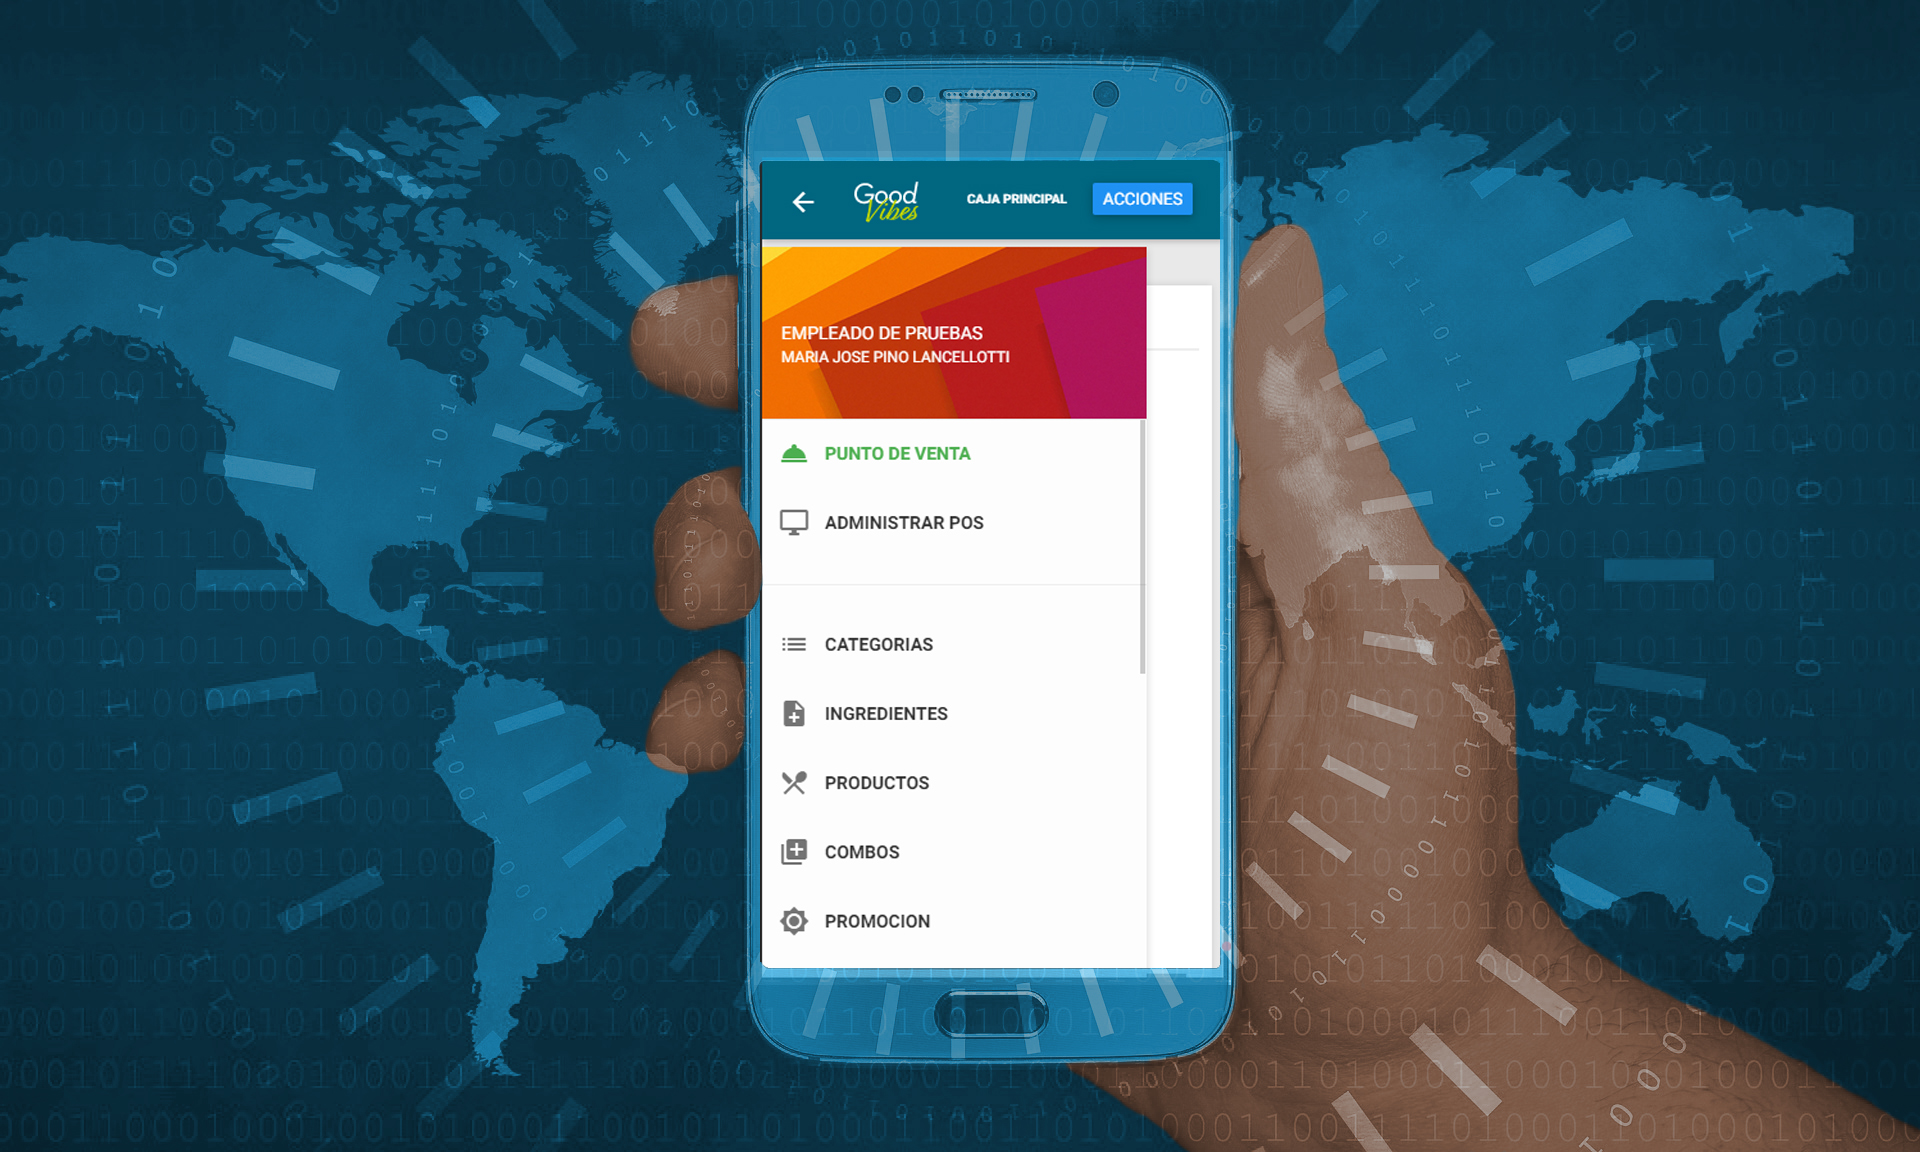 Good
Vibes
CAJA PRINCIPAL
ACCIONES
EMPLEADO DE PRUEBAS
MARIA JOSE PINO LANCELLOTTI
PUNTO DE VENTA
ADMINISTRAR POS
CATEGORIAS
INGREDIENTES
PRODUCTOS
COMBOS
PROMOCION